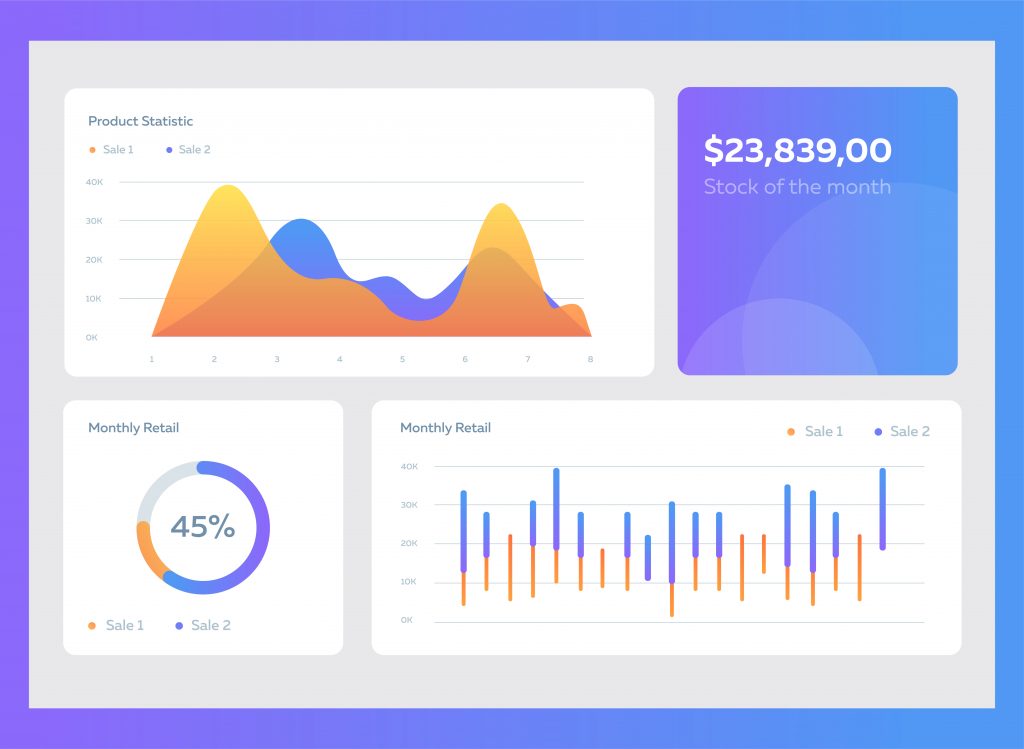 Product Statistic
Sale 1 Sale 2
40K
30K
20K
10K
0K
1 2 3 4 5 6 7 8
$23,839,00
Stock of the month
Monthly Retail
45%
Sale 1 Sale 2
Monthly Retail
Sale 1 Sale 2
40K
30K
20K
10K
0K